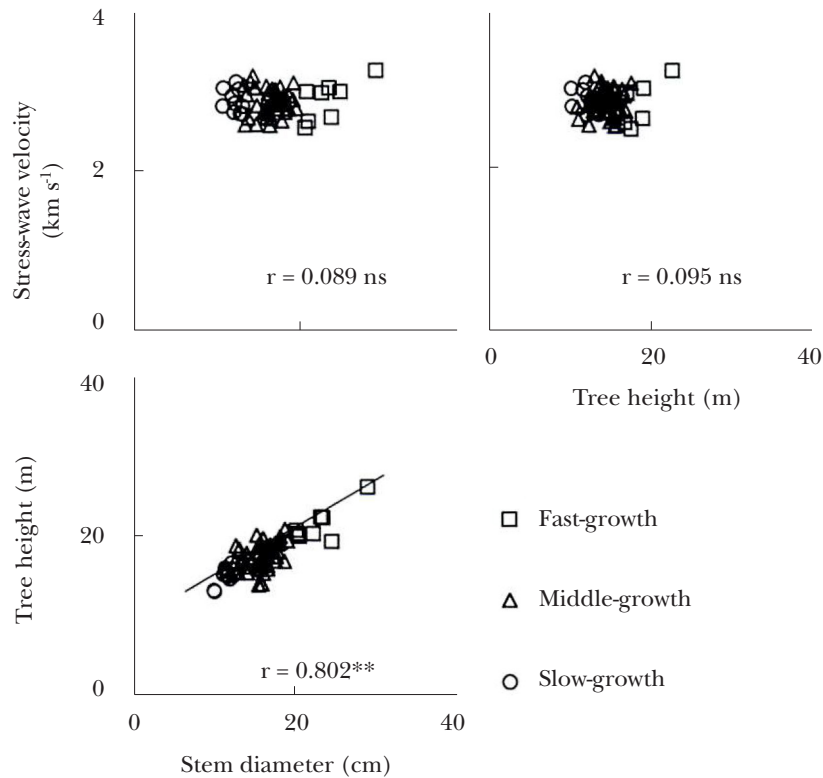 4
2
0
Stress-wave velocity
(km s-1)
r = 0.089 ns
r = 0.095 ns
0
20
40
Tree height (m)
40
20
0
Tree height (m)
r = 0.802**
0
20
40
Stem diameter (cm)
Fast-growth
Middle-growth
Slow-growth